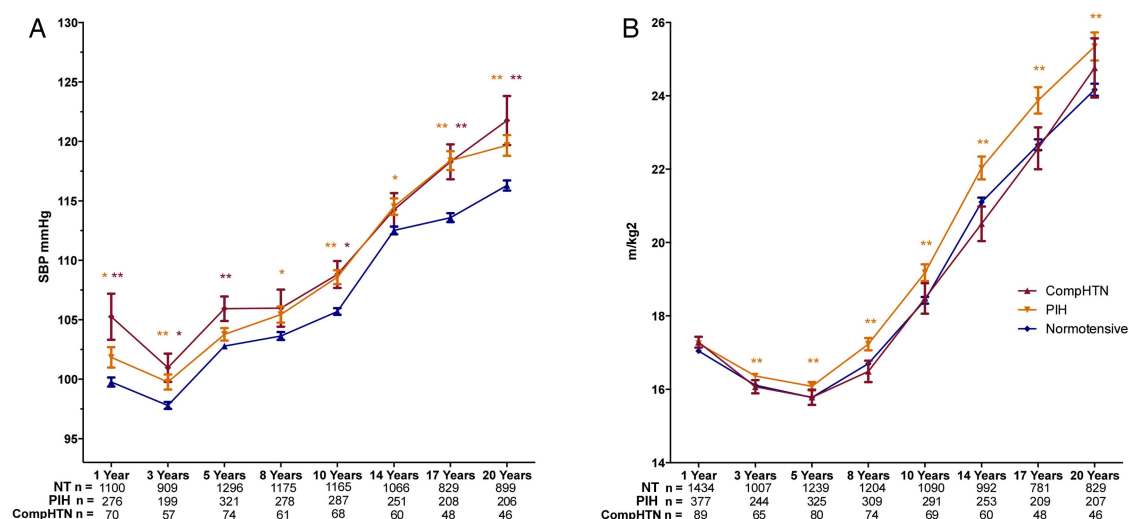 A
130
125
120
115
110
105
100
95
SBP mmHg
* **
** *
**
*
** *
*
** **
** **
1 Year 3 Years 5 Years 8 Years 10 Years 14 Years 17 Years 20 Years
NT n = 1100 909 1296 1175 1165 1066 829 899
PIH n = 276 199 321 278 287 251 208 206
CompHTN n = 70 57 74 61 68 60 48 46
B
26
24
22
20
18
16
14
m/kg2
**
**
**
**
**
**
**
CompHTN
PIH
Normotensive
1 Year 3 Years 5 Years 8 Years 10 Years 14 Years 17 Years 20 Years
NT n = 1434 1007 1239 1204 1090 992 781 829
PIH n = 377 244 325 309 291 253 209 207
CompHTN n = 89 65 80 74 69 60 48 46